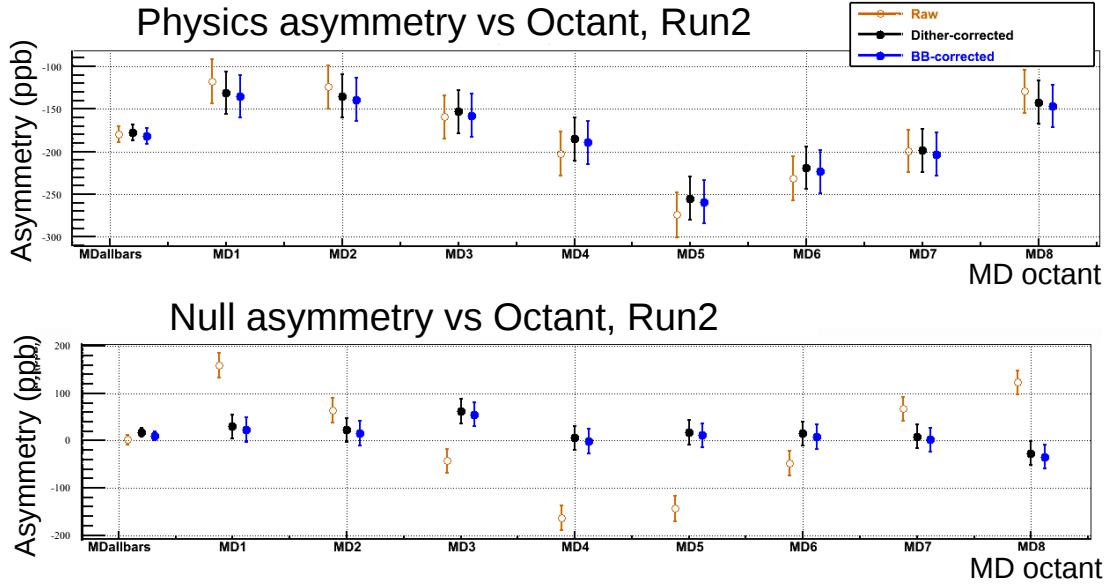 Physics asymmetry vs Octant, Run2
Raw
Dither-corrected
BB-corrected
Asymmetry (ppb)
-100
-150
-200
-250
-300
MDallbars MD1 MD2 MD3 MD4 MD5 MD6 MD7 MD8
MD octant
Null asymmetry vs Octant, Run2
Asymmetry (ppb)
200
100
0
-100
-200
MDallbars MD1 MD2 MD3 MD4 MD5 MD6 MD7 MD8
MD octant